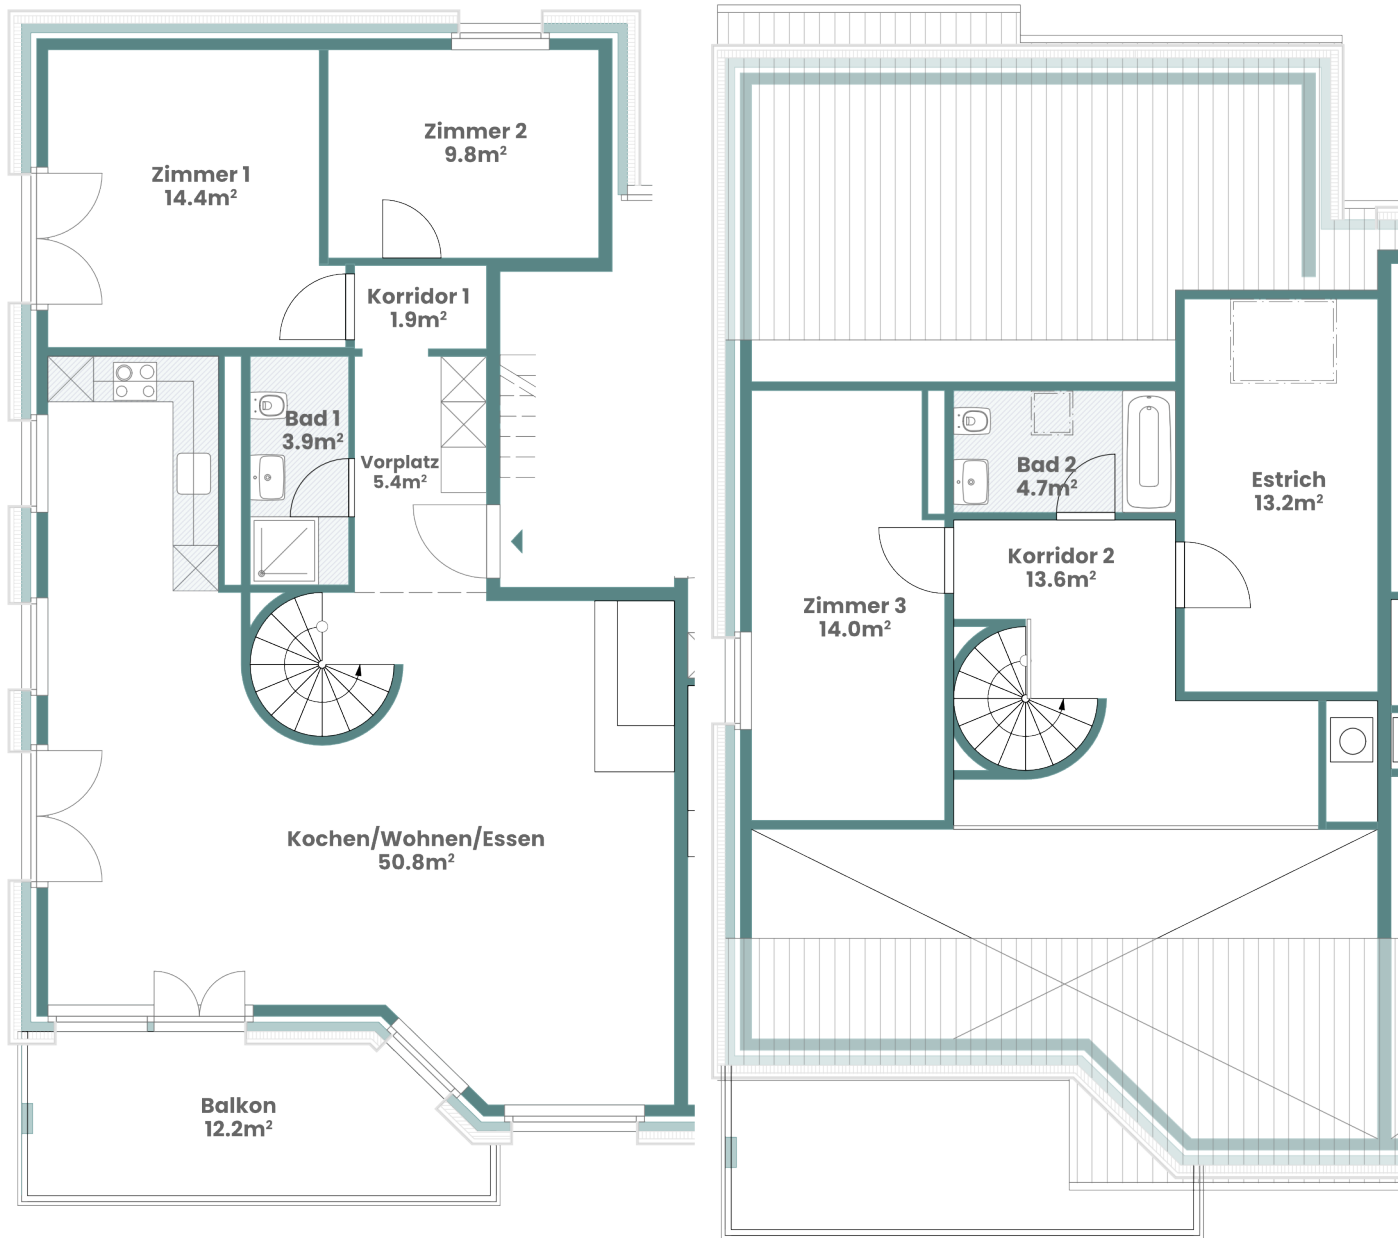 Zimmer 1
14.4m²
Zimmer 2
9.8m²
Korridor 1
1.9m²
Bad 1
3.9m²
Vorplatz
5.4m²
Kochen/Wohnen/Essen
50.8m²
Balkon
12.2m²
Bad 2
4.7m²
Estrich
13.2m²
Korridor 2
13.6m²
Zimmer 3
14.0m²